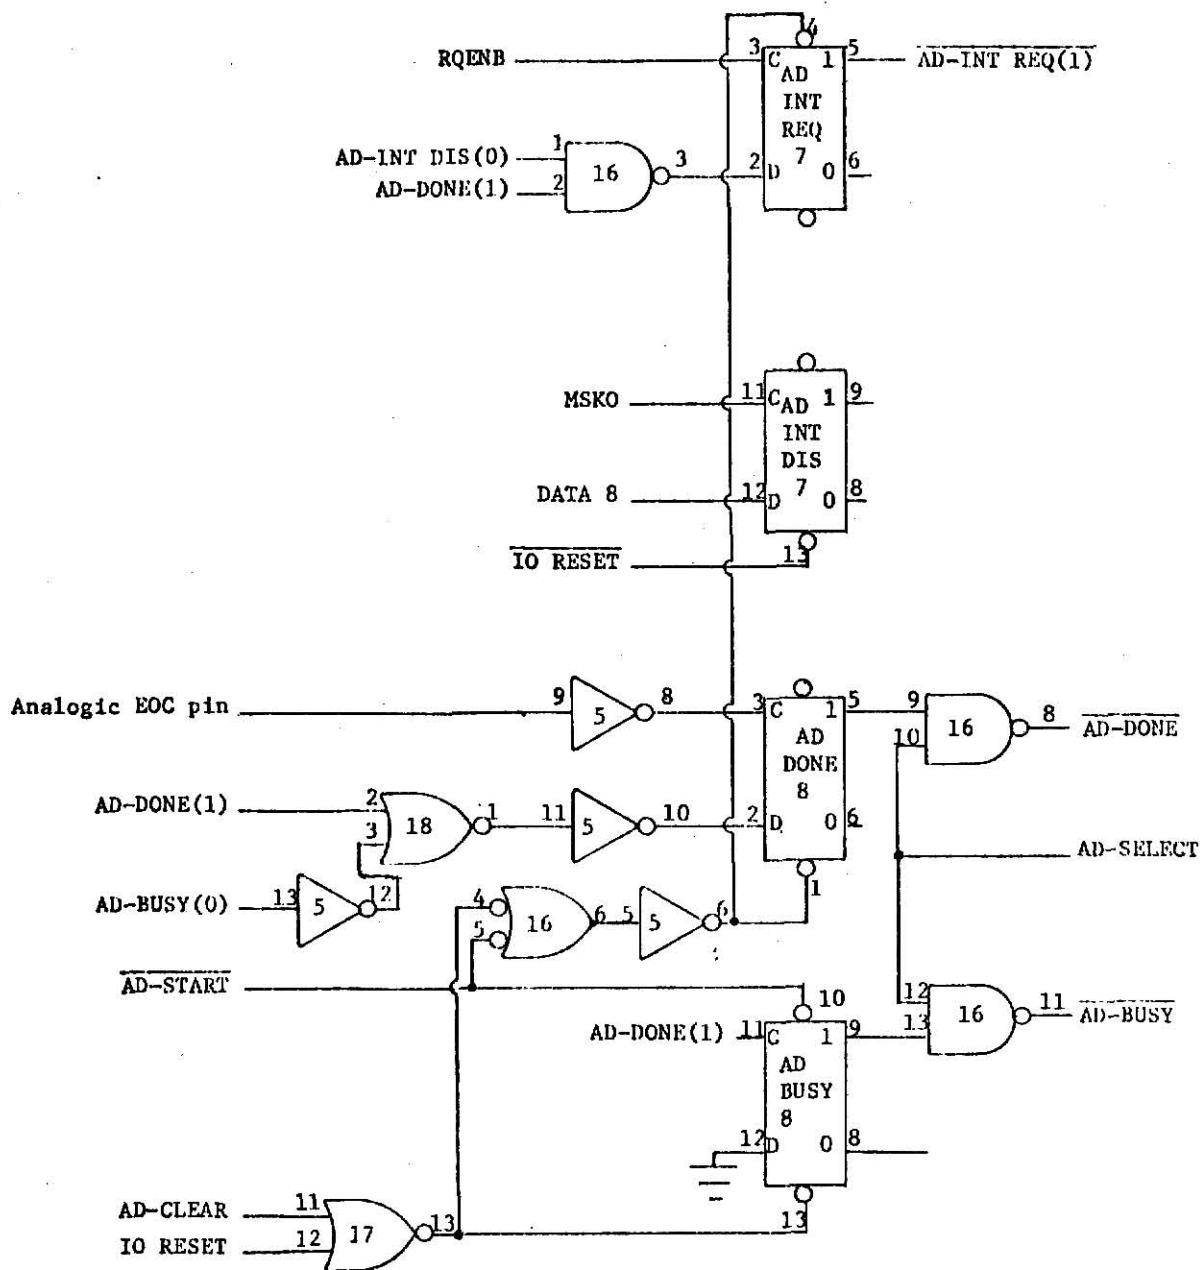 4
RQENB 3 C 1 5 AD-INT REQ(1)
AD
INT
REQ
7
AD-INT DIS(0) 1
AD-DONE(1) 2
16 3 2 D 0 6
MSKO 11 C AD 1 9
INT
DIS
7
DATA 8 12 D 0 8
IO RESET 13
Analogic EOC pin 9 5 8 3 C 1 5 9 16 8 AD-DONE
10
AD
DONE
8
AD-DONE(1) 2 18 1 11 5 10 2 D 0 6
3
AD-SELECT
AD-BUSY(0) 13 5 12
1
4 16 6 5 5 6
5
AD-START 10
12 16 11 AD-BUSY
AD-DONE(1) 11 C 1 9 13
AD
BUSY
8
12 D 0 8
AD-CLEAR 11 17 13 13
IO RESET 12